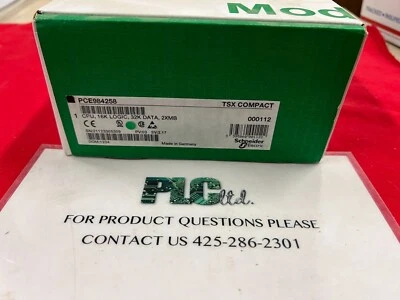 Mod
PCE984258 TSX COMPACT
1 CPU, 16K LOGIC, 32K DATA, 2XMB 000112
CE
Schneider
Electric
Made in Germany
PLC ltd.
FOR PRODUCT QUESTIONS PLEASE
CONTACT US 425-286-2301